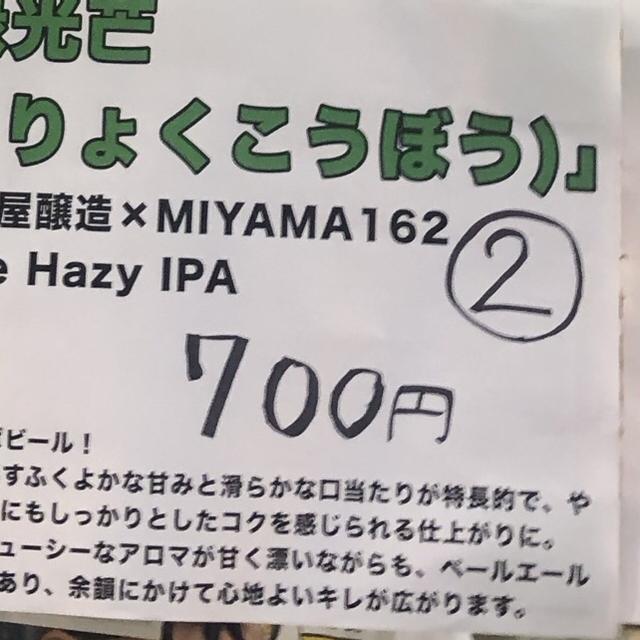 光芒
りょくこうぼう)』
屋醸造×MIYAMA162
②
e Hazy IPA
700円
ビール!
すふくよかな甘みと滑らかな口当たりが特長的で、や
にもしっかりとしたコクを感じられる仕上がりに。
ューシーなアロマが甘く漂いながらも、ペールエール
あり、余韻にかけて心地よいキレが広がります。